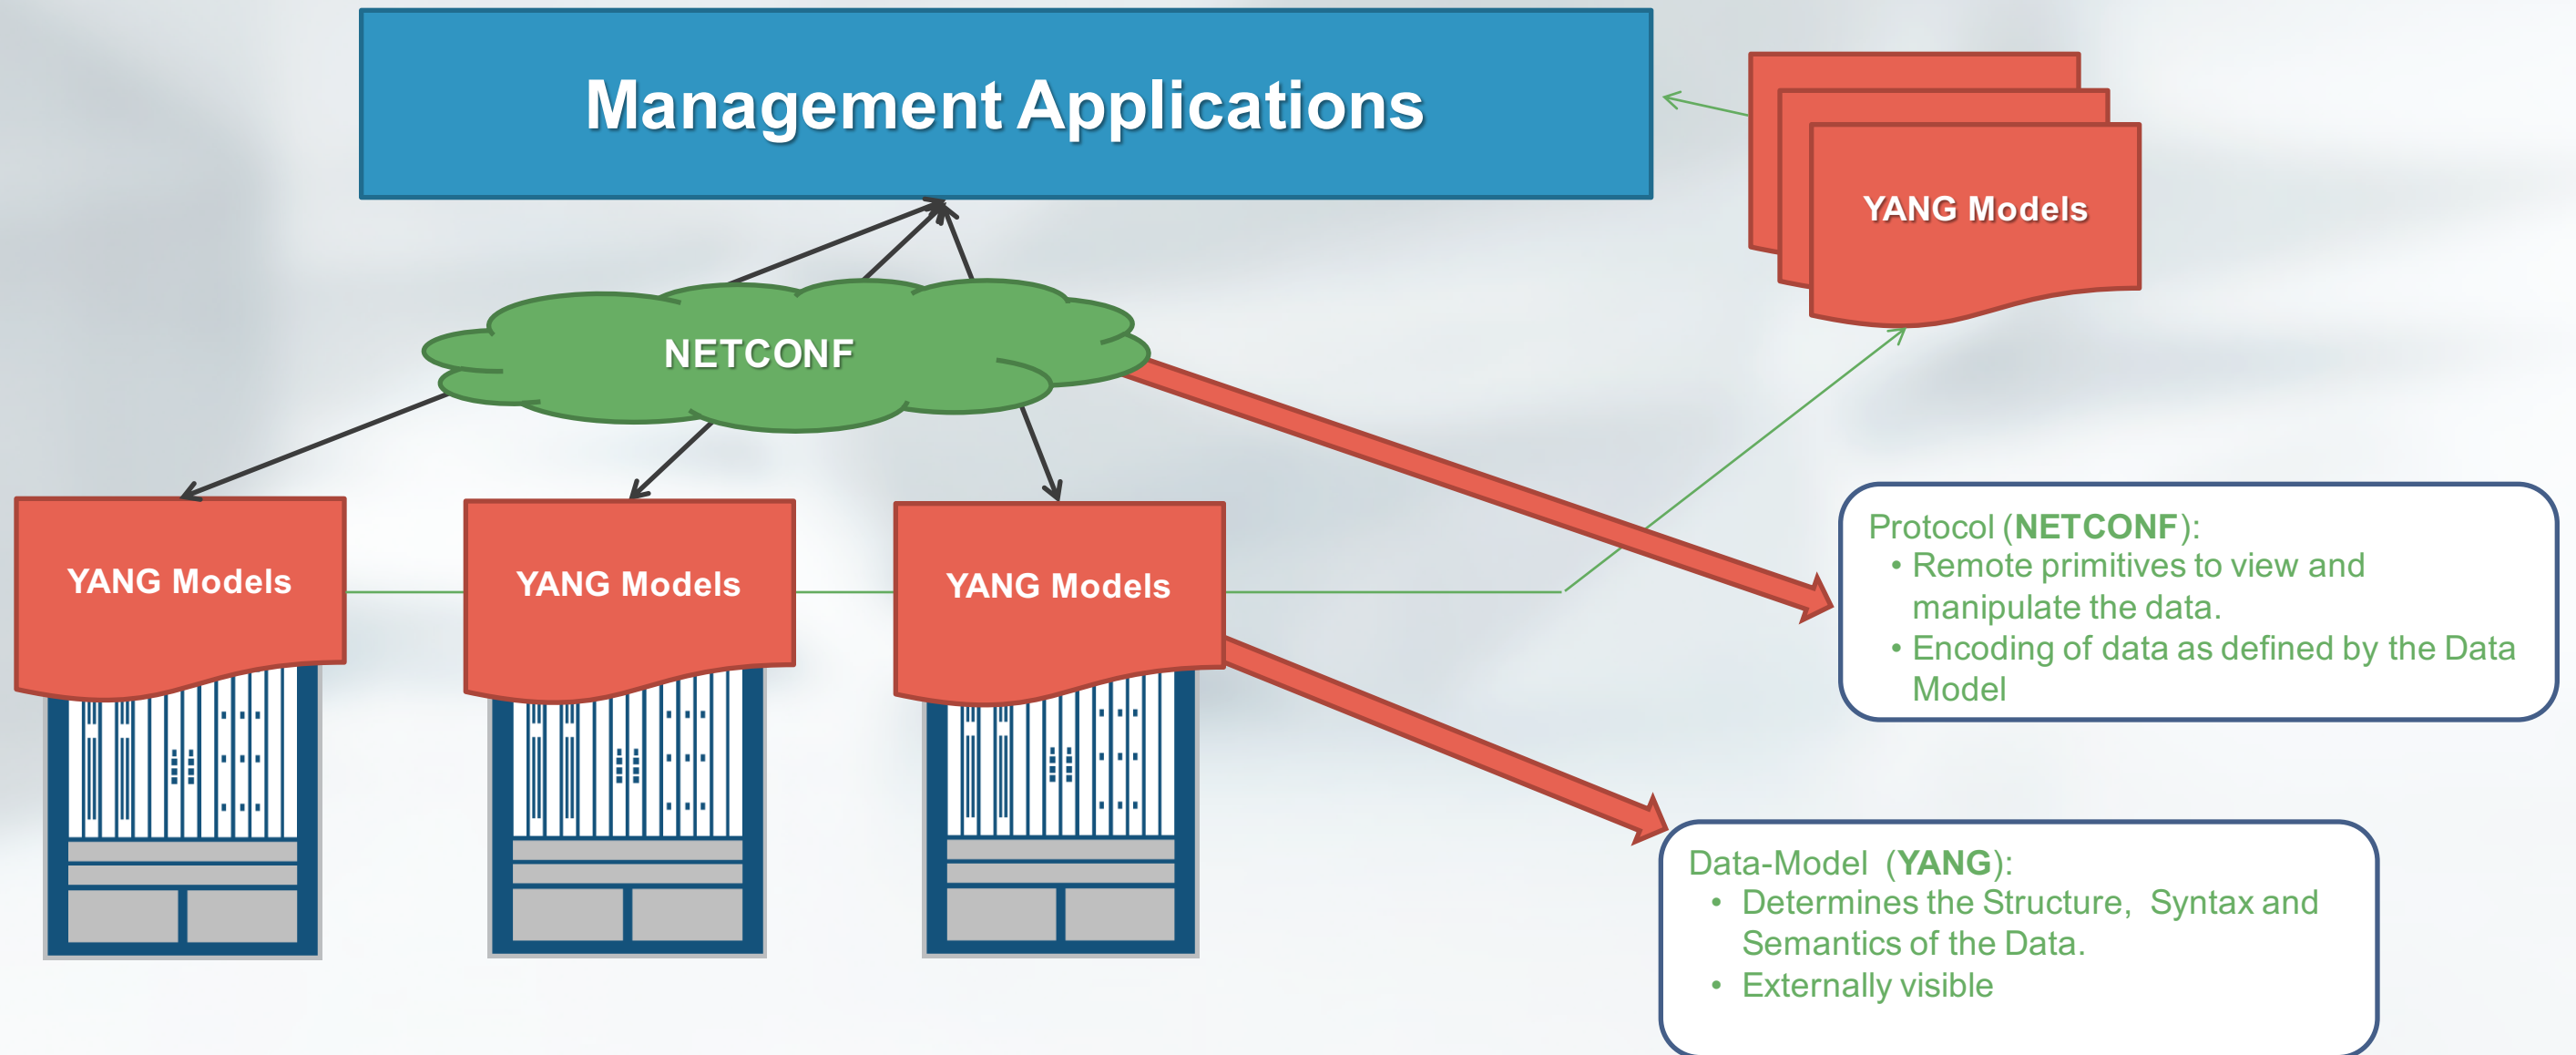 Management Applications
YANG Models
NETCONF
YANG Models
YANG Models
YANG Models
Protocol (NETCONF):
• Remote primitives to view and
manipulate the data.
• Encoding of data as defined by the Data
Model
Data-Model (YANG):
• Determines the Structure, Syntax and
Semantics of the Data.
• Externally visible